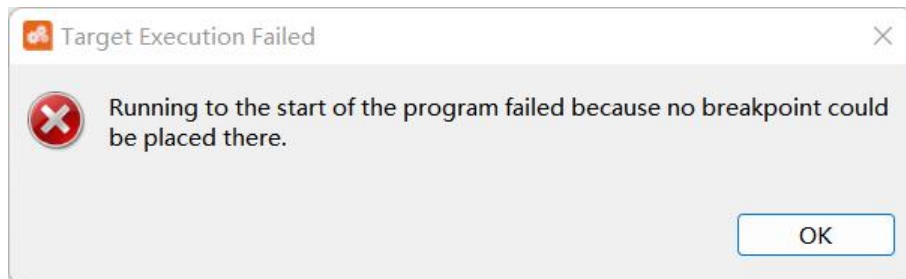 Target Execution Failed
Running to the start of the program failed because no breakpoint could
be placed there.
OK